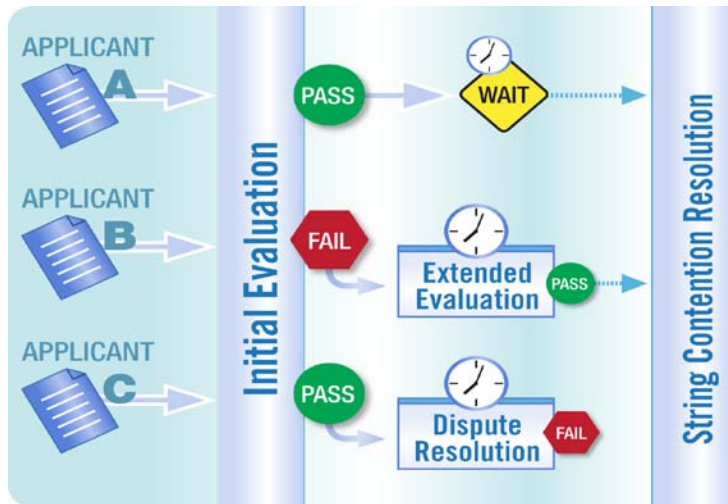 APPLICANT
A
PASS
WAIT
APPLICANT
B
FAIL
Extended
Evaluation
PASS
APPLICANT
C
PASS
Dispute
Resolution
FAIL
Initial Evaluation
String Contention Resolution